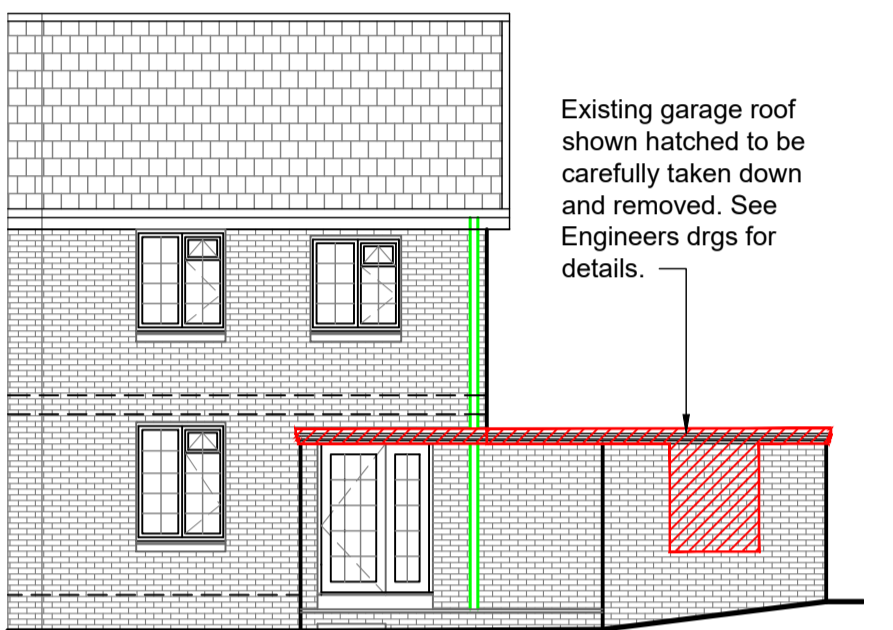 Existing garage roof
shown hatched to be
carefully taken down
and removed. See
Engineers drgs for
details.